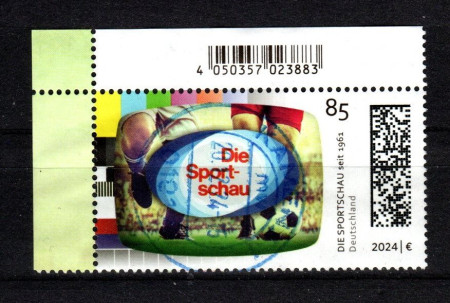 4 050357 023883
85
Die
Sport-
schau
DIE SPORTSCHAU seit 1961
Deutschland
2024 | €